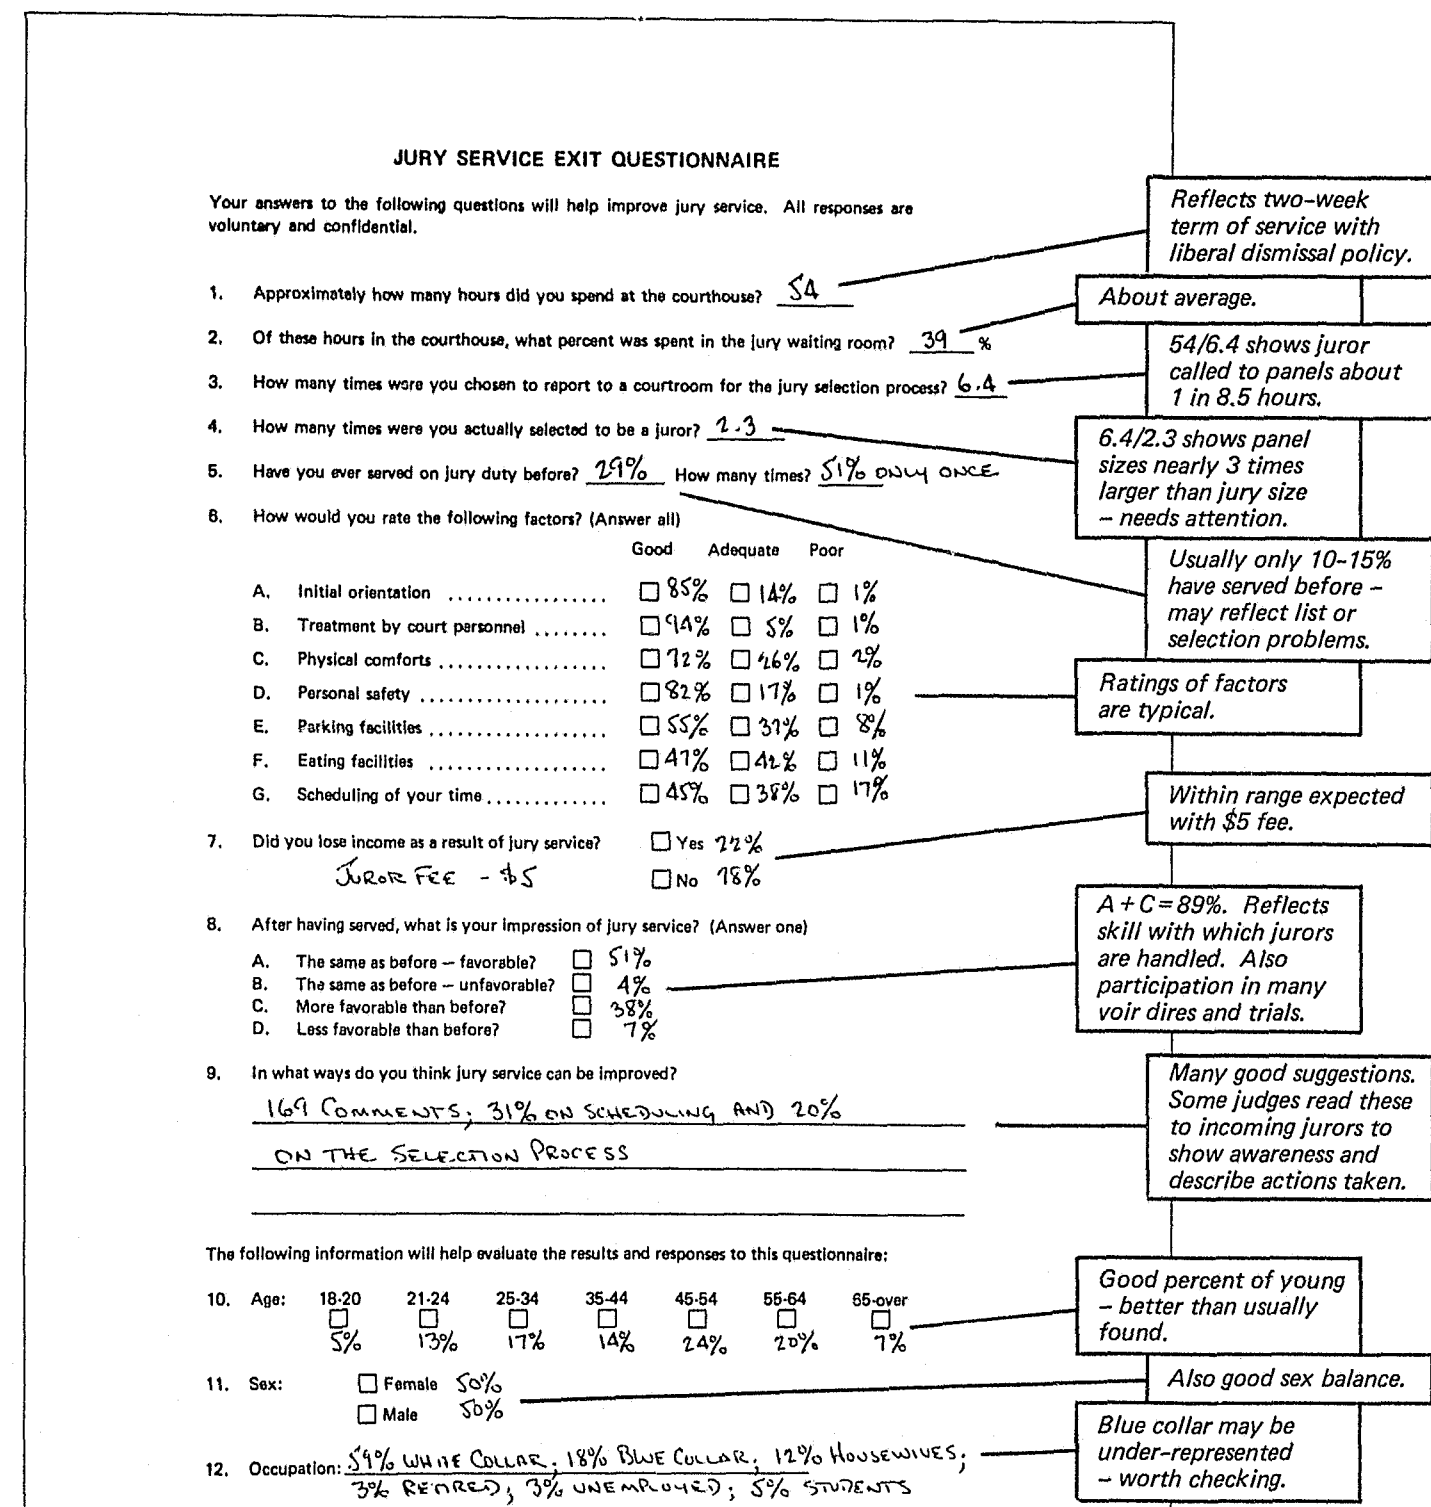 JURY SERVICE EXIT QUESTIONNAIRE
Your answers to the following questions will help improve jury service. All responses are
voluntary and confidential.
1. Approximately how many hours did you spend at the courthouse? 54
2. Of these hours in the courthouse, what percent was spent in the jury waiting room? 39 %
3. How many times were you chosen to report to a courtroom for the jury selection process? 6.4
4. How many times were you actually selected to be a juror? 2.3
5. Have you ever served on jury duty before? 29% How many times? 51% ONLY ONCE
6. How would you rate the following factors? (Answer all)
Good Adequate Poor
A. Initial orientation ................. 85% 14% 1%
B. Treatment by court personnel ........ 94% 5% 1%
C. Physical comforts .................. 72% 26% 2%
D. Personal safety .................... 82% 17% 1%
E. Parking facilities ................... 55% 37% 8%
F. Eating facilities ................... 47% 42% 11%
G. Scheduling of your time ............. 45% 38% 17%
7. Did you lose income as a result of jury service? Yes 22%
JUROR FEE - $5 No 78%
8. After having served, what is your impression of jury service? (Answer one)
A. The same as before – favorable? 51%
B. The same as before – unfavorable? 4%
C. More favorable than before? 38%
D. Less favorable than before? 7%
9. In what ways do you think jury service can be improved?
169 COMMENTS; 31% ON SCHEDULING AND 20%
ON THE SELECTION PROCESS
The following information will help evaluate the results and responses to this questionnaire:
10. Age: 18-20 21-24 25-34 35-44 45-54 55-64 65-over
5% 13% 17% 14% 24% 20% 7%
11. Sex: Female 50%
Male 50%
12. Occupation: 59% WHITE COLLAR; 18% BLUE COLLAR; 12% HOUSEWIVES;
3% RETIRED; 3% UNEMPLOYED; 5% STUDENTS
Reflects two-week
term of service with
liberal dismissal policy.
About average.
54/6.4 shows juror
called to panels about
1 in 8.5 hours.
6.4/2.3 shows panel
sizes nearly 3 times
larger than jury size
– needs attention.
Usually only 10-15%
have served before –
may reflect list or
selection problems.
Ratings of factors
are typical.
Within range expected
with $5 fee.
A + C = 89%. Reflects
skill with which jurors
are handled. Also
participation in many
voir dires and trials.
Many good suggestions.
Some judges read these
to incoming jurors to
show awareness and
describe actions taken.
Good percent of young
– better than usually
found.
Also good sex balance.
Blue collar may be
under-represented
– worth checking.